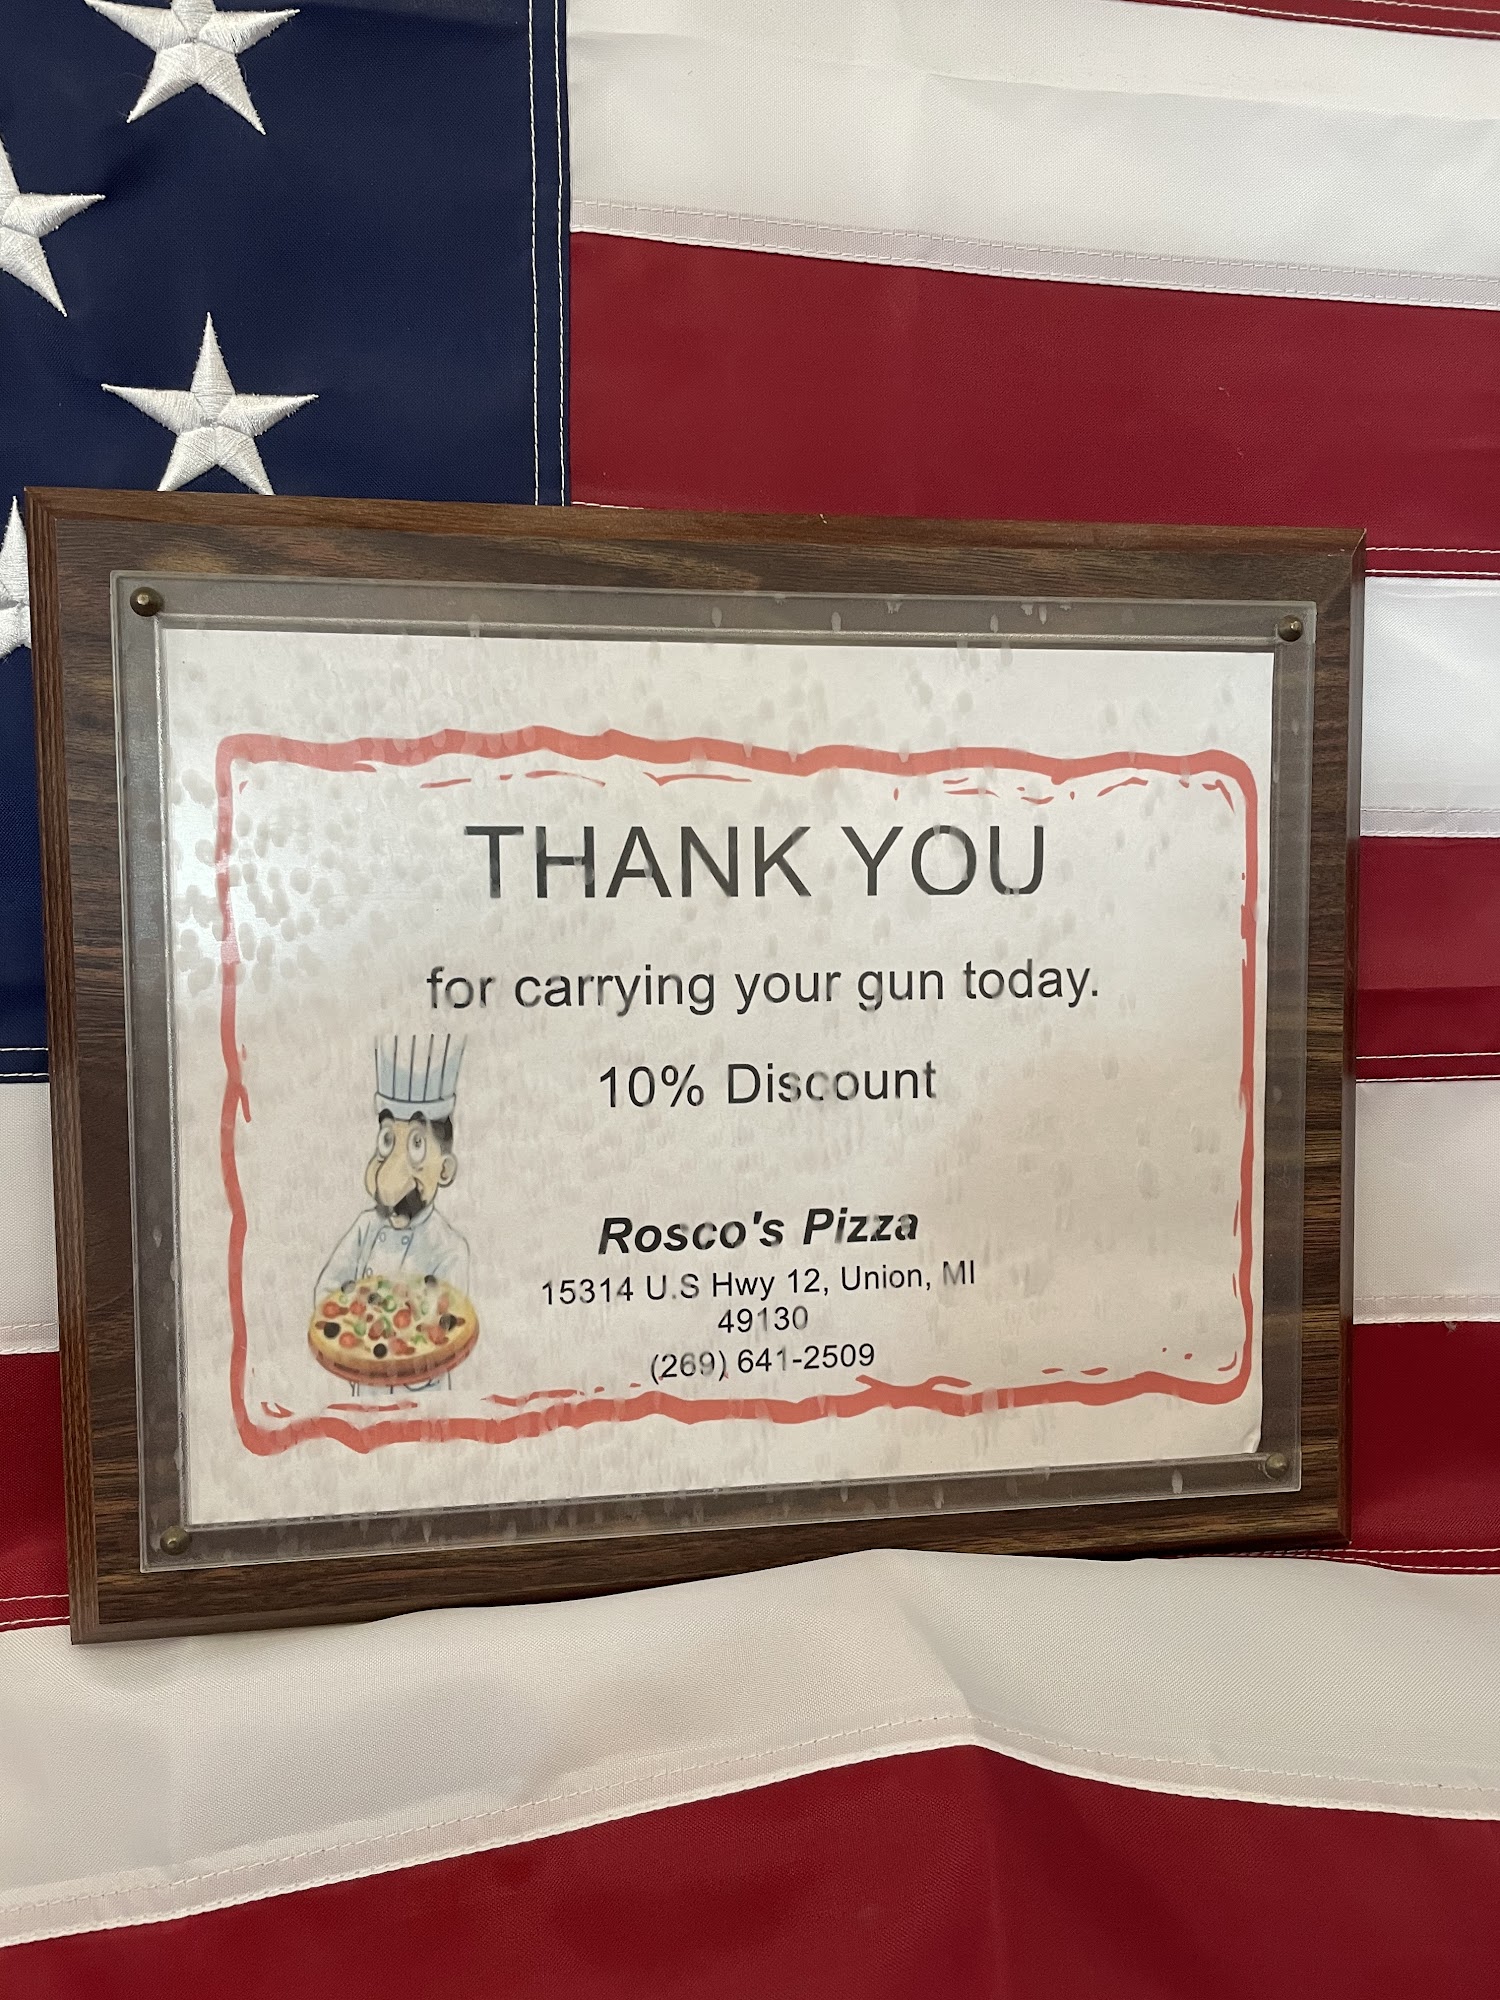 THANK YOU
for carrying your gun today.
10% Discount
Rosco's Pizza
15314 U.S Hwy 12, Union, MI
49130
(269) 641-2509